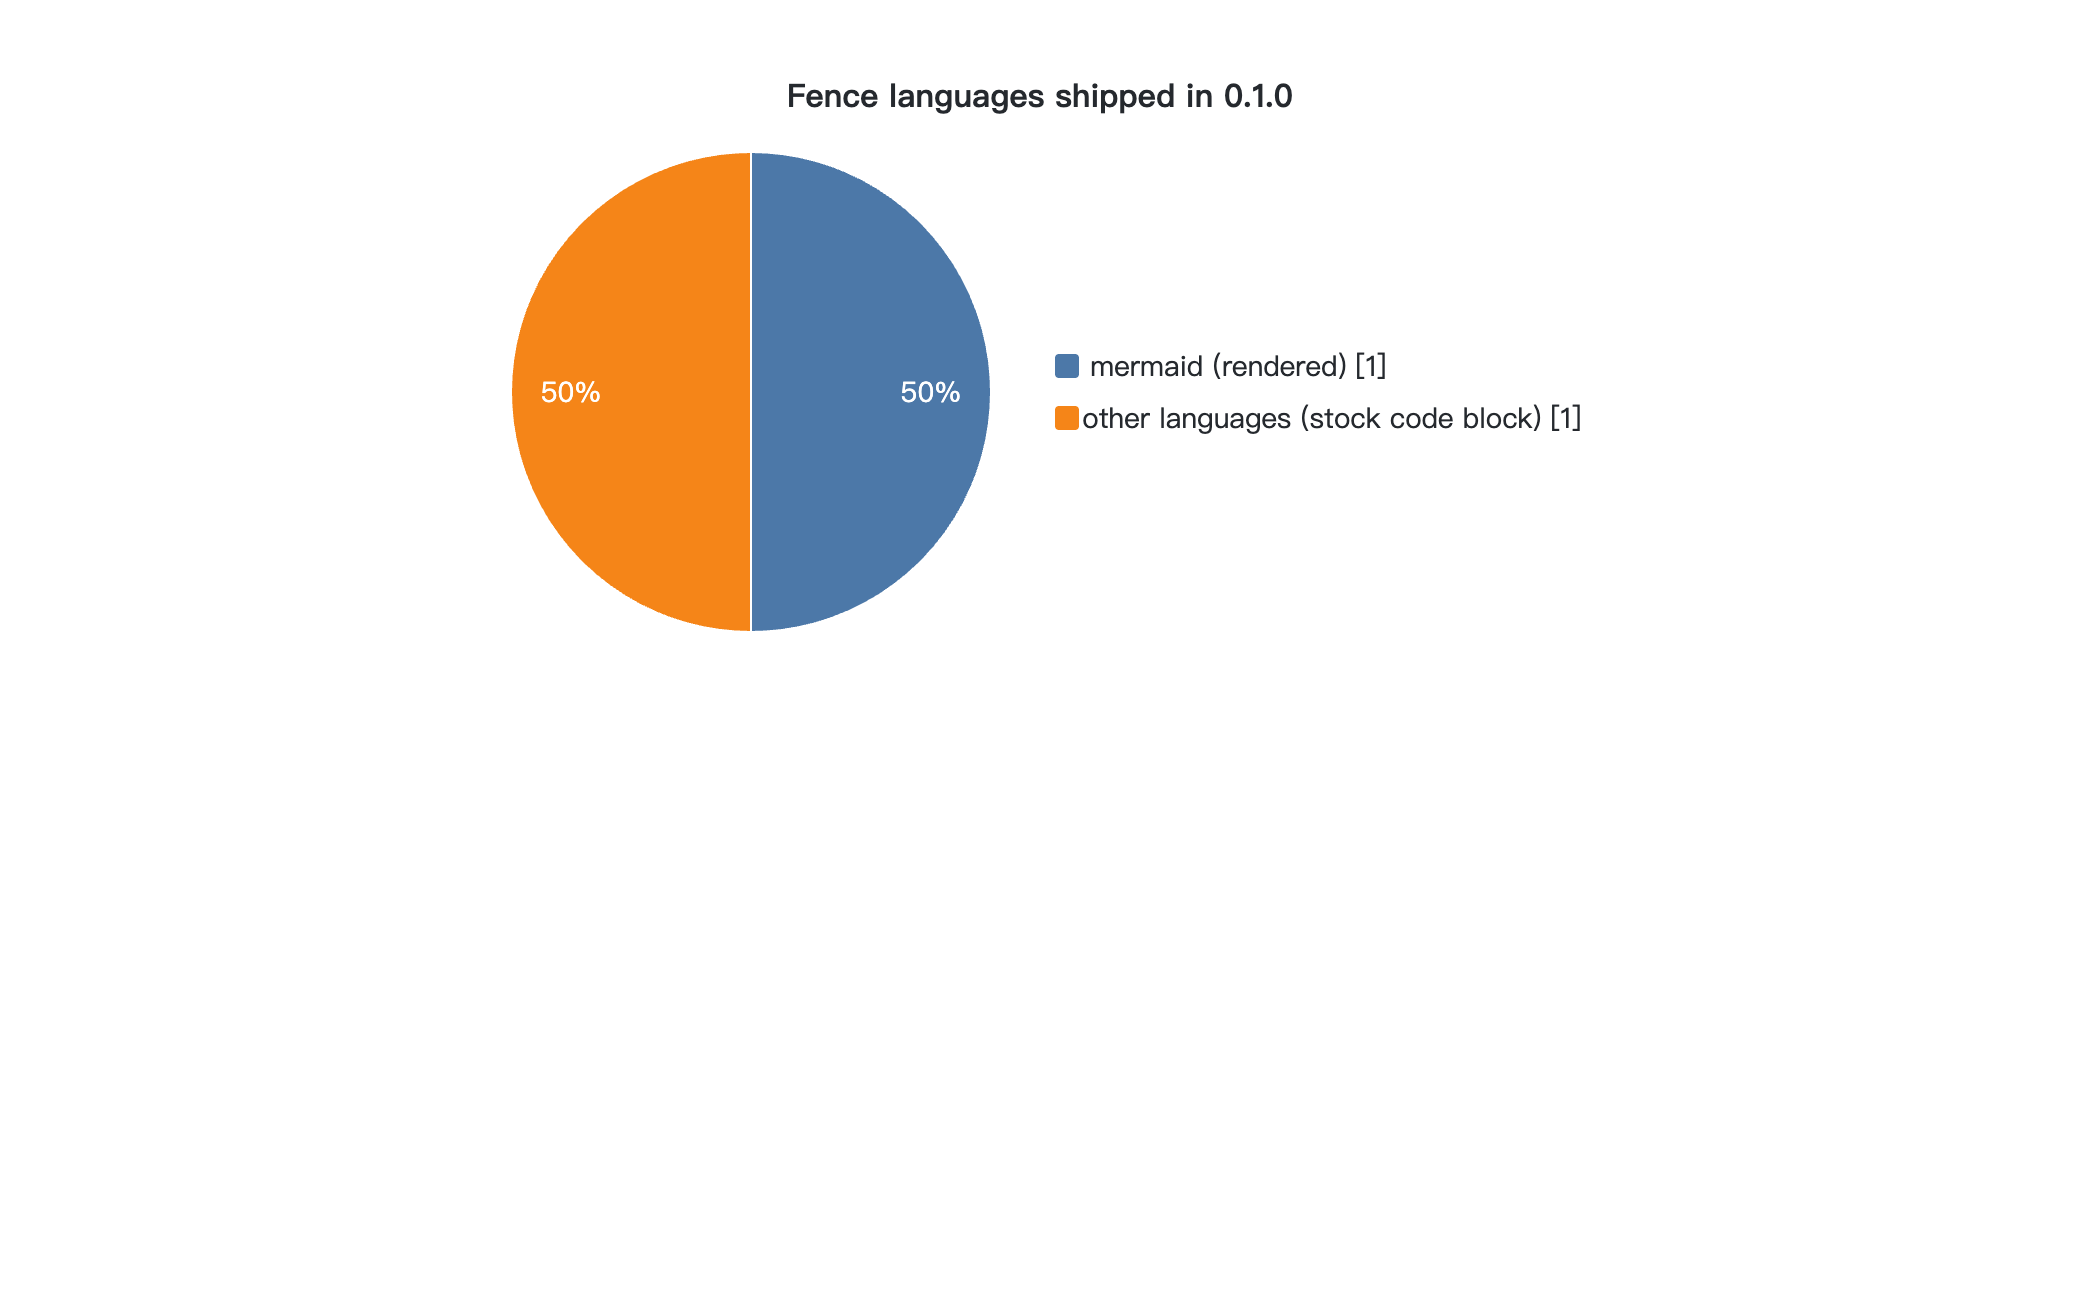 Fence languages shipped in 0.1.0
50%
50%
mermaid (rendered) [1]
other languages (stock code block) [1]